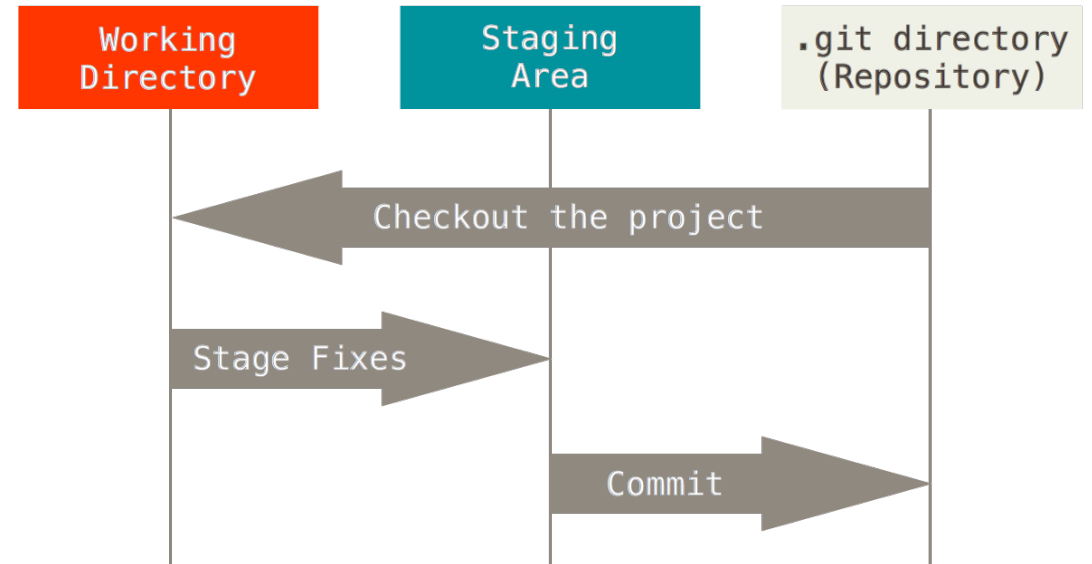 Working
Directory
Staging
Area
.git directory
(Repository)
Checkout the project
Stage Fixes
Commit